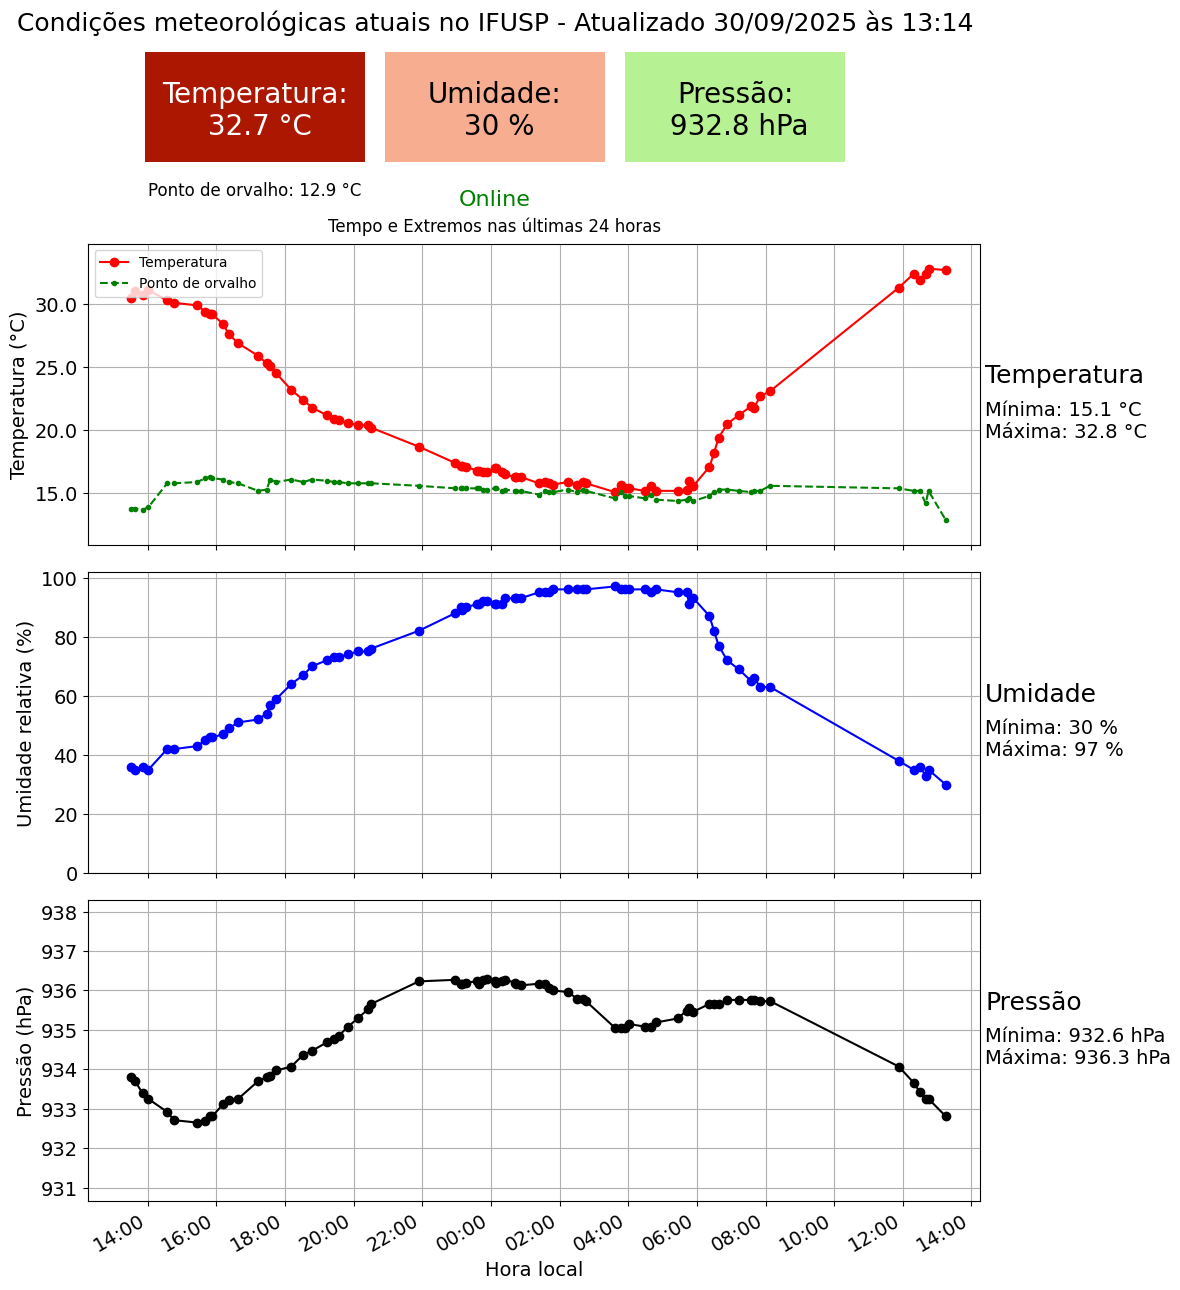 Condições meteorológicas atuais no IFUSP - Atualizado 30/09/2025 às 13:14
Temperatura:
32.7 °C
Umidade:
30 %
Pressão:
932.8 hPa
Ponto de orvalho: 12.9 °C
Online
Tempo e Extremos nas últimas 24 horas
Temperatura
Ponto de orvalho
Temperatura (°C)
30.0
25.0
20.0
15.0
Temperatura
Mínima: 15.1 °C
Máxima: 32.8 °C
Umidade relativa (%)
100
80
60
40
20
0
Umidade
Mínima: 30 %
Máxima: 97 %
Pressão (hPa)
938
937
936
935
934
933
932
931
Pressão
Mínima: 932.6 hPa
Máxima: 936.3 hPa
14:00
16:00
18:00
20:00
22:00
00:00
02:00
04:00
06:00
08:00
10:00
12:00
14:00
Hora local